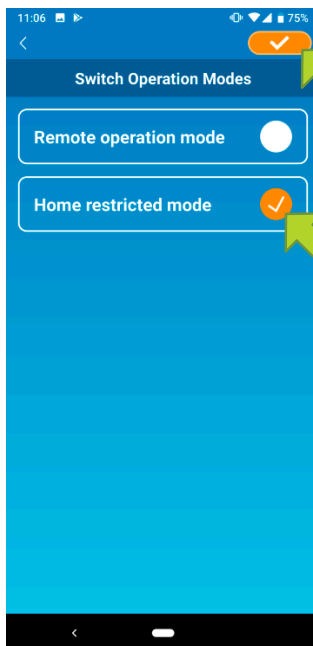 11:06 75%
Switch Operation Modes
Remote operation mode
Home restricted mode